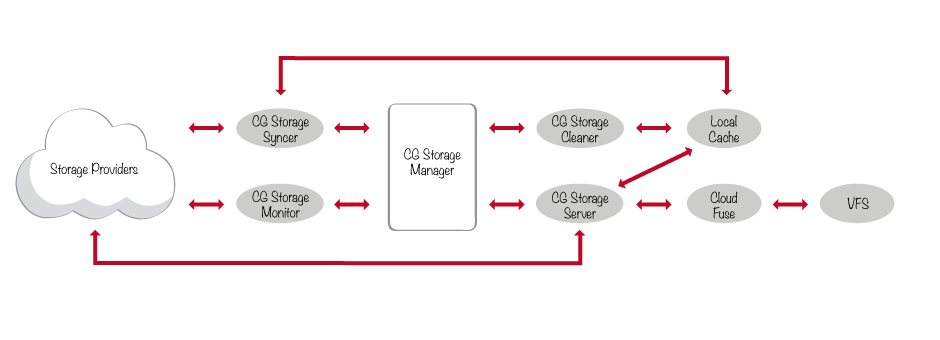 CG Storage
Syncer
CG Storage
Cleaner
Local
Cache
Storage Providers
CG Storage
Manager
CG Storage
Monitor
CG Storage
Server
Cloud
Fuse
VFS